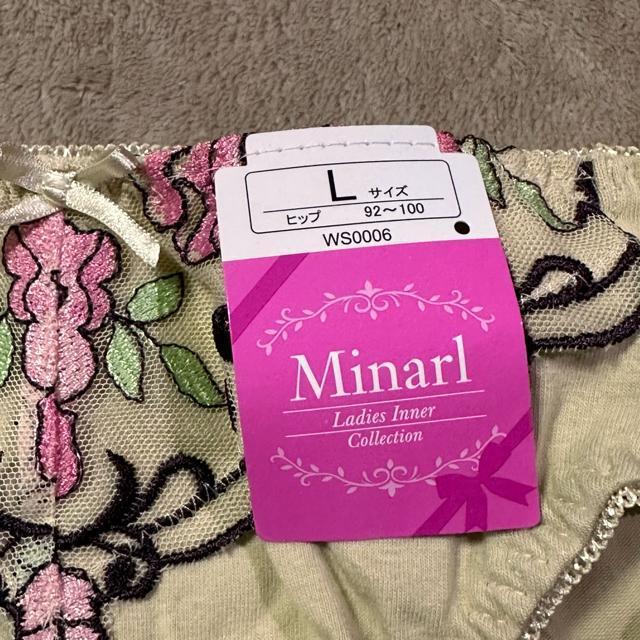 L サイズ
ヒップ 92〜100
WS0006
Minarl
Ladies Inner
Collection